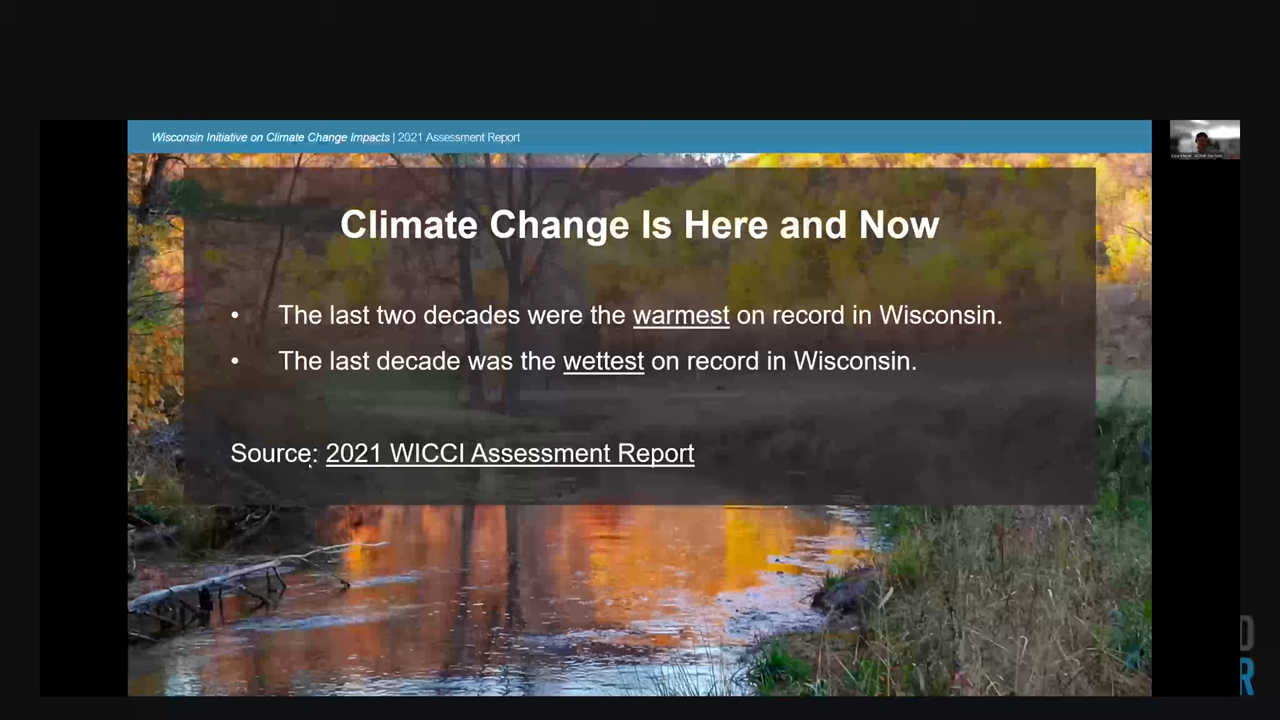 Wisconsin Initiative on Climate Change Impacts | 2021 Assessment Report
Climate Change Is Here and Now
• The last two decades were the warmest on record in Wisconsin.
• The last decade was the wettest on record in Wisconsin.
Source: 2021 WICCI Assessment Report
D
R